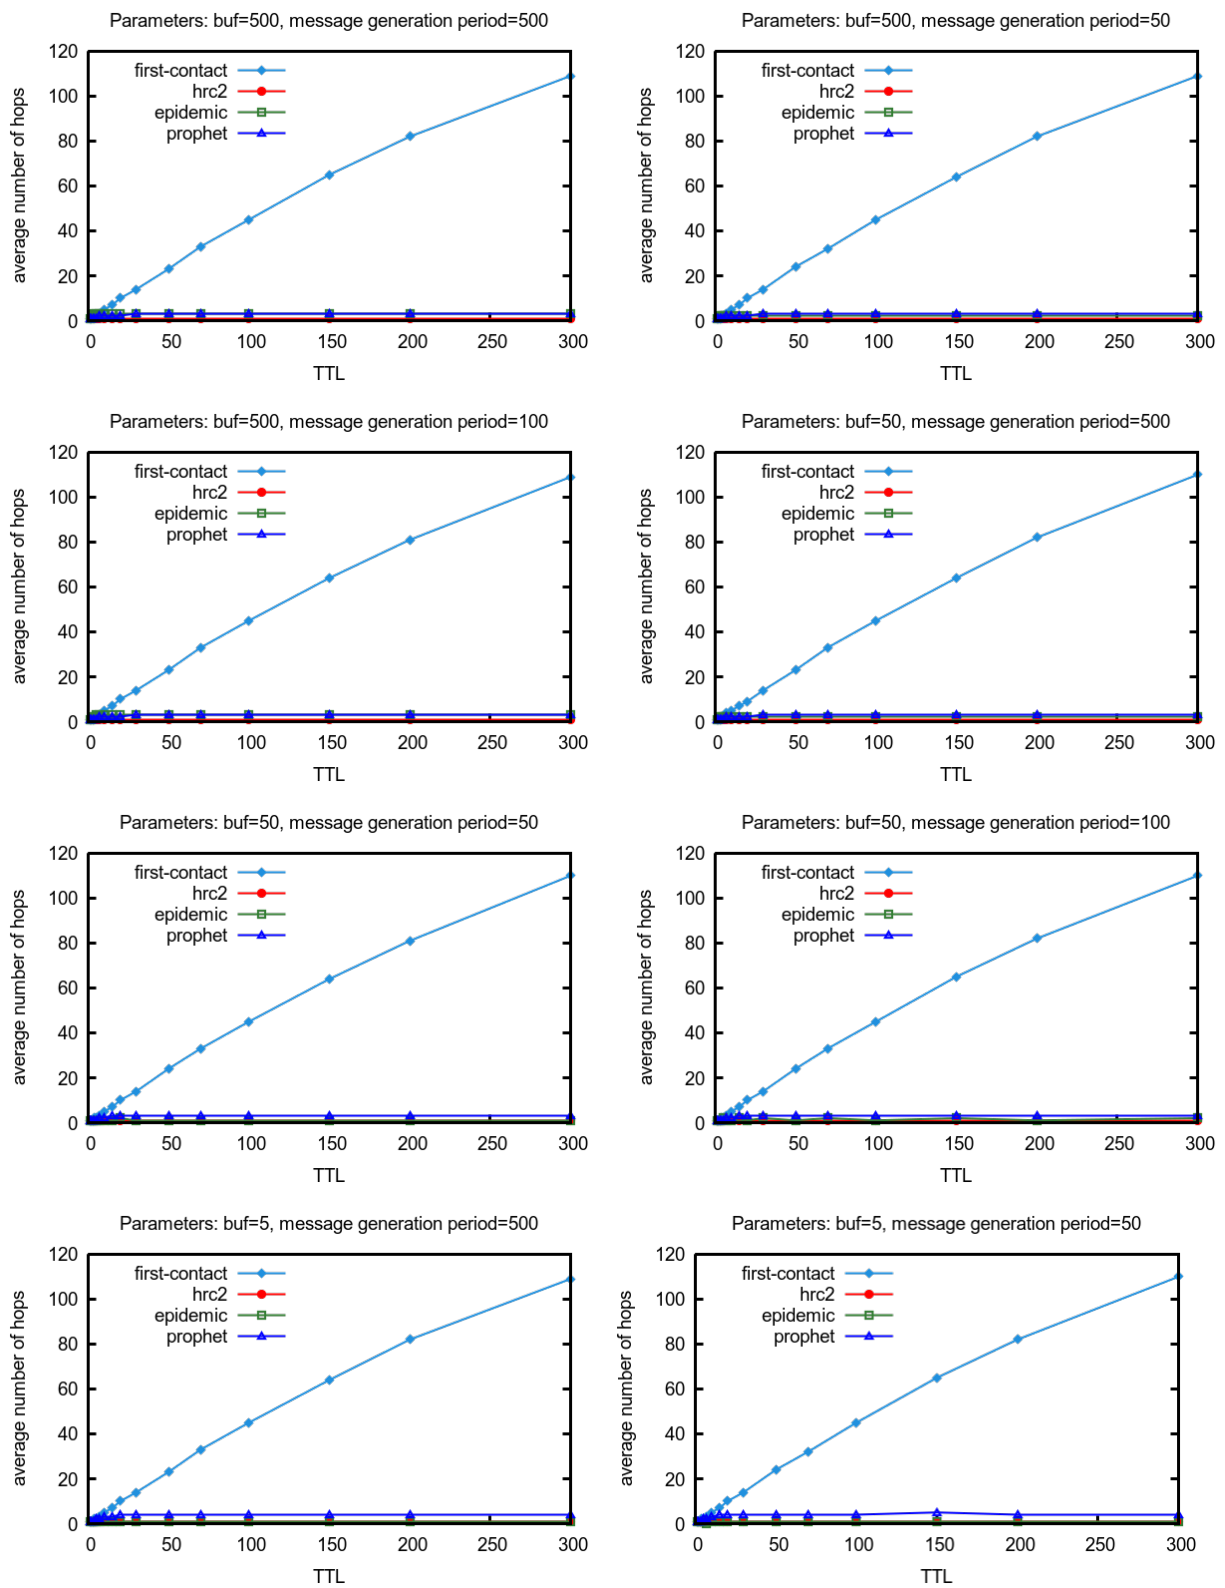 Parameters: buf=500, message generation period=500
average number of hops
120
100
80
60
40
20
0
first-contact
hrc2
epidemic
prophet
0 50 100 150 200 250 300
TTL
Parameters: buf=500, message generation period=50
average number of hops
120
100
80
60
40
20
0
first-contact
hrc2
epidemic
prophet
0 50 100 150 200 250 300
TTL
Parameters: buf=500, message generation period=100
average number of hops
120
100
80
60
40
20
0
first-contact
hrc2
epidemic
prophet
0 50 100 150 200 250 300
TTL
Parameters: buf=50, message generation period=500
average number of hops
120
100
80
60
40
20
0
first-contact
hrc2
epidemic
prophet
0 50 100 150 200 250 300
TTL
Parameters: buf=50, message generation period=50
average number of hops
120
100
80
60
40
20
0
first-contact
hrc2
epidemic
prophet
0 50 100 150 200 250 300
TTL
Parameters: buf=50, message generation period=100
average number of hops
120
100
80
60
40
20
0
first-contact
hrc2
epidemic
prophet
0 50 100 150 200 250 300
TTL
Parameters: buf=5, message generation period=500
average number of hops
120
100
80
60
40
20
0
first-contact
hrc2
epidemic
prophet
0 50 100 150 200 250 300
TTL
Parameters: buf=5, message generation period=50
average number of hops
120
100
80
60
40
20
0
first-contact
hrc2
epidemic
prophet
0 50 100 150 200 250 300
TTL